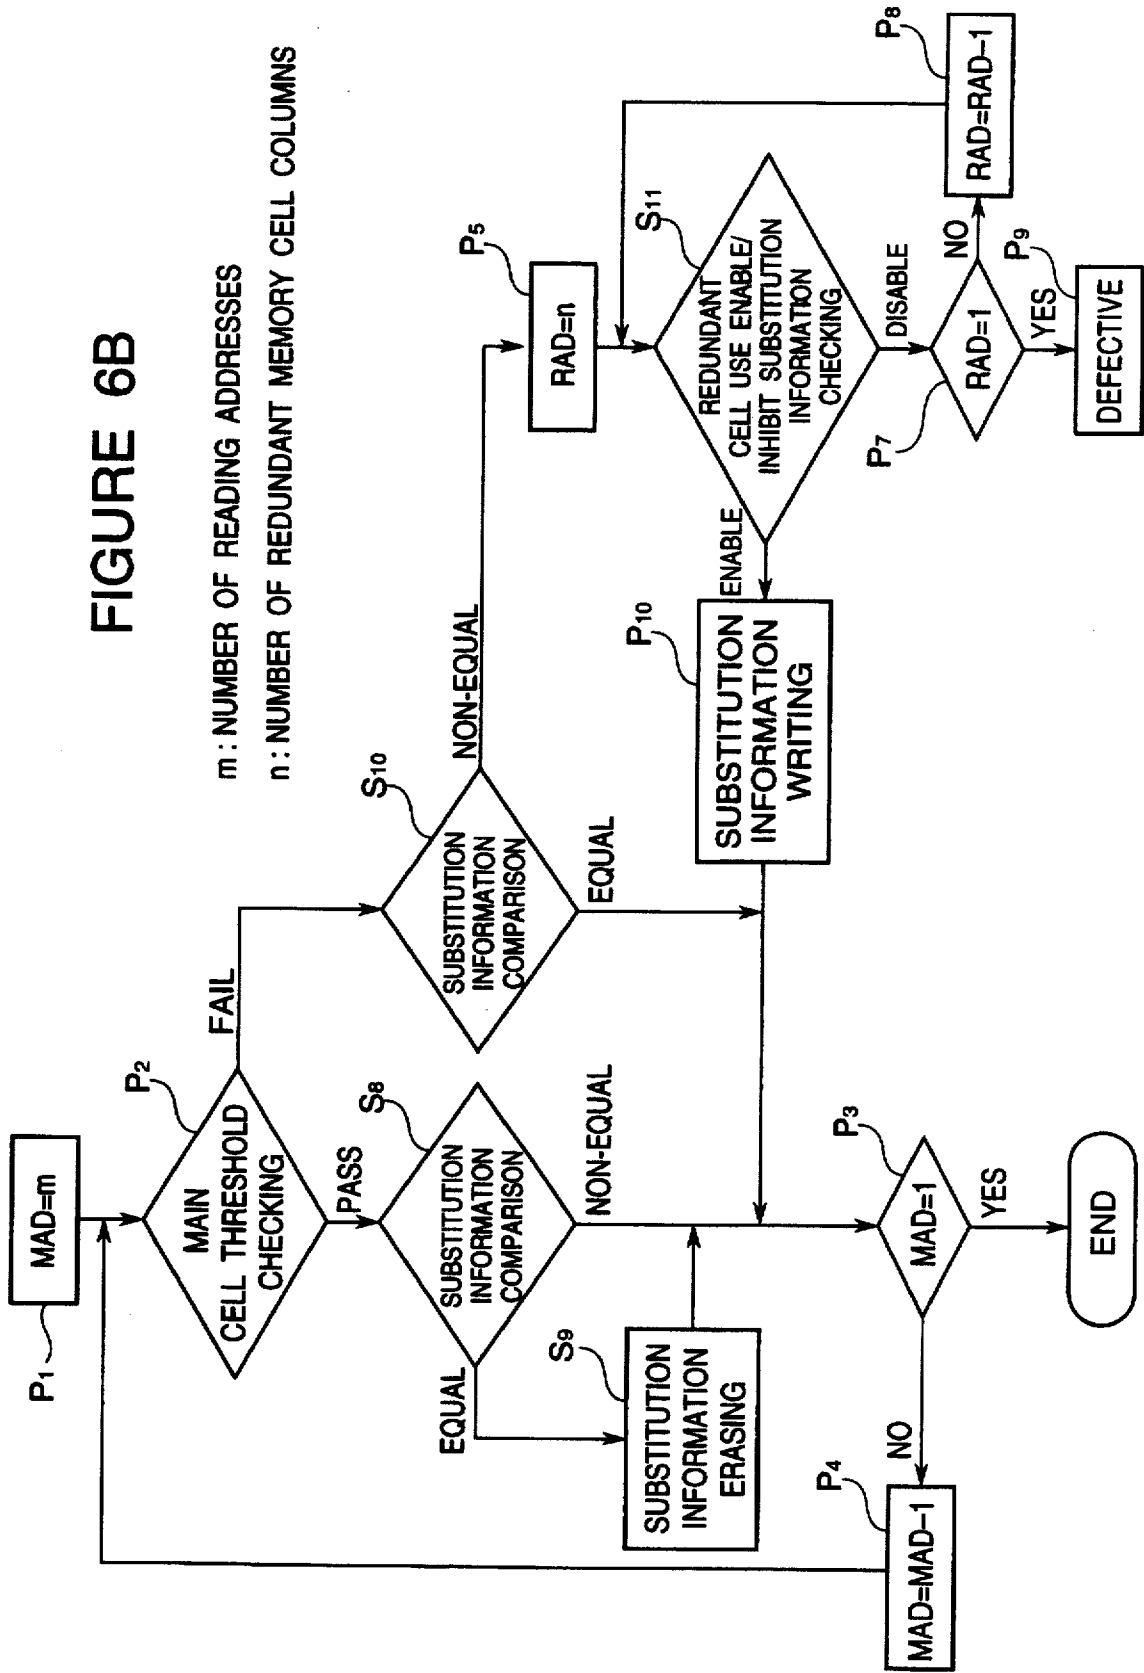 FIGURE 6B
m : NUMBER OF READING ADDRESSES
n : NUMBER OF REDUNDANT MEMORY CELL COLUMNS
P1
MAD=m
P2
MAIN
CELL THRESHOLD
CHECKING
FAIL
PASS
S8
SUBSTITUTION
INFORMATION
COMPARISON
EQUAL
NON-EQUAL
S9
SUBSTITUTION
INFORMATION
ERASING
S10
SUBSTITUTION
INFORMATION
COMPARISON
NON-EQUAL
EQUAL
P5
RAD=n
S11
REDUNDANT
CELL USE ENABLE/
INHIBIT SUBSTITUTION
INFORMATION
CHECKING
ENABLE
DISABLE
P10
SUBSTITUTION
INFORMATION
WRITING
P7
RAD=1
NO
YES
P8
RAD=RAD-1
P9
DEFECTIVE
P3
MAD=1
NO
YES
P4
MAD=MAD-1
END